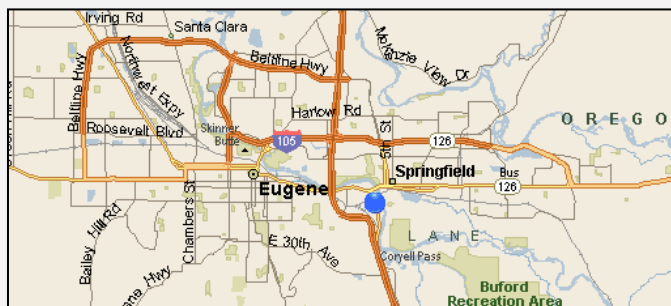 Irving Rd
Santa Clara
Beltline Hwy
Northwest Expy
McKenzie View Dr
Beltline Hwy
Harlow Rd
Roosevelt Blvd
Skinner
Butte
105
5th St
126
OREGO
Springfield
Bus
126
Eugene
Chambers St
Bailey Hill Rd
E 30th Ave
LANE
Coryell Pass
Buford
Recreation Area